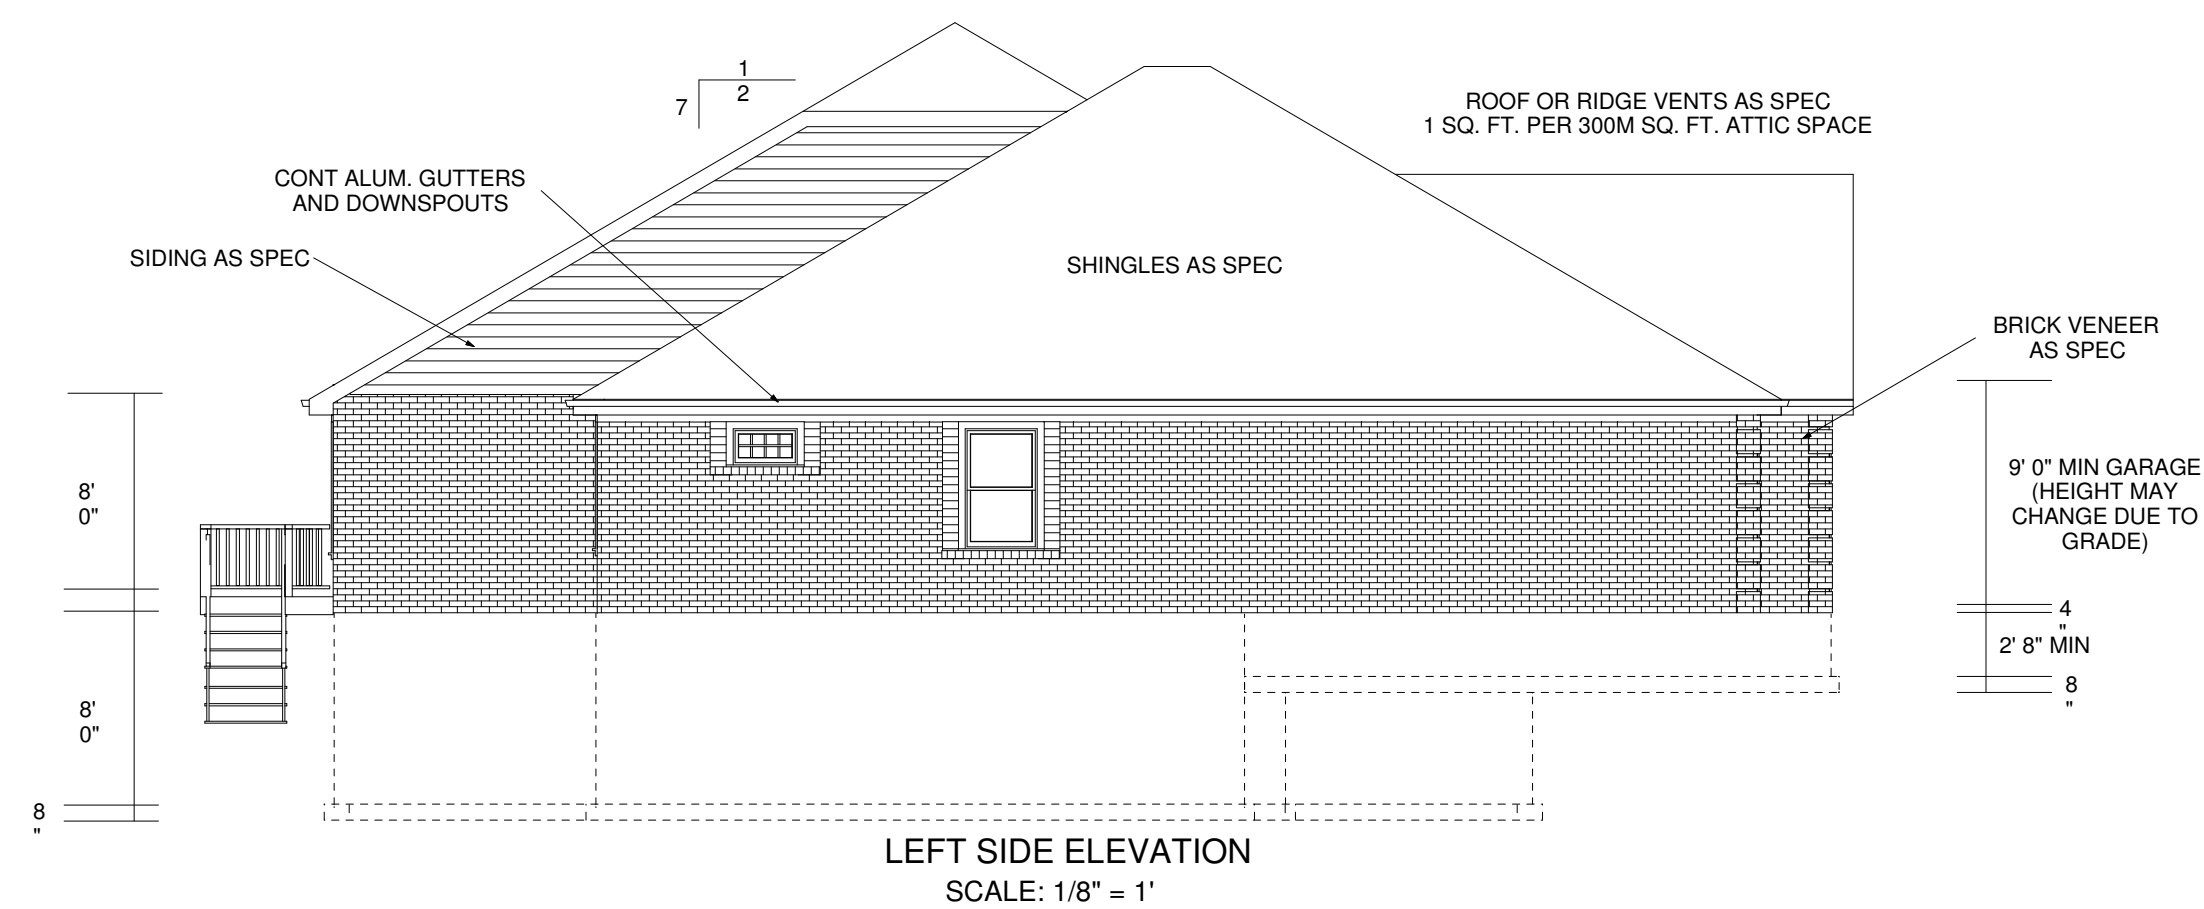 1
2
7
ROOF OR RIDGE VENTS AS SPEC
1 SQ. FT. PER 300M SQ. FT. ATTIC SPACE
CONT ALUM. GUTTERS
AND DOWNSPOUTS
SIDING AS SPEC
SHINGLES AS SPEC
BRICK VENEER
AS SPEC
8'
0"
9' 0" MIN GARAGE
(HEIGHT MAY
CHANGE DUE TO
GRADE)
4
"
2' 8" MIN
8
"
8'
0"
8
"
LEFT SIDE ELEVATION
SCALE: 1/8" = 1'